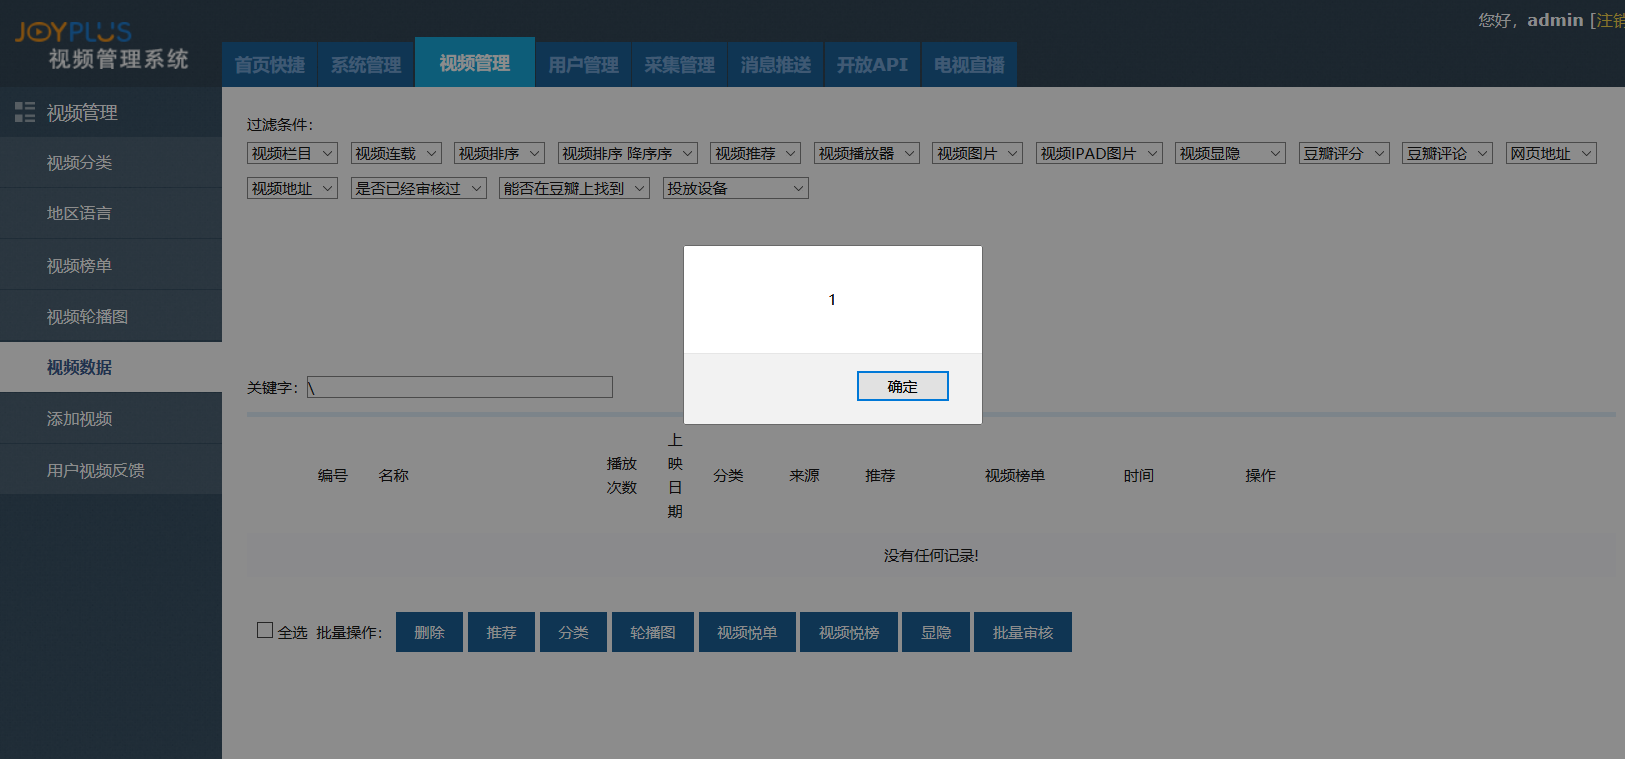 JOYPLUS
视频管理系统
您好，admin [注销
首页快捷 系统管理 视频管理 用户管理 采集管理 消息推送 开放API 电视直播
视频管理
视频分类
地区语言
视频榜单
视频轮播图
视频数据
添加视频
用户视频反馈
过滤条件：
视频栏目 视频连载 视频排序 视频排序 降序序 视频推荐 视频播放器 视频图片 视频IPAD图片 视频显隐 豆瓣评分 豆瓣评论 网页地址
视频地址 是否已经审核过 能否在豆瓣上找到 投放设备
1
确定
关键字：\
编号 名称 播放次数 上映日期 分类 来源 推荐 视频榜单 时间 操作
没有任何记录!
全选 批量操作： 删除 推荐 分类 轮播图 视频悦单 视频悦榜 显隐 批量审核